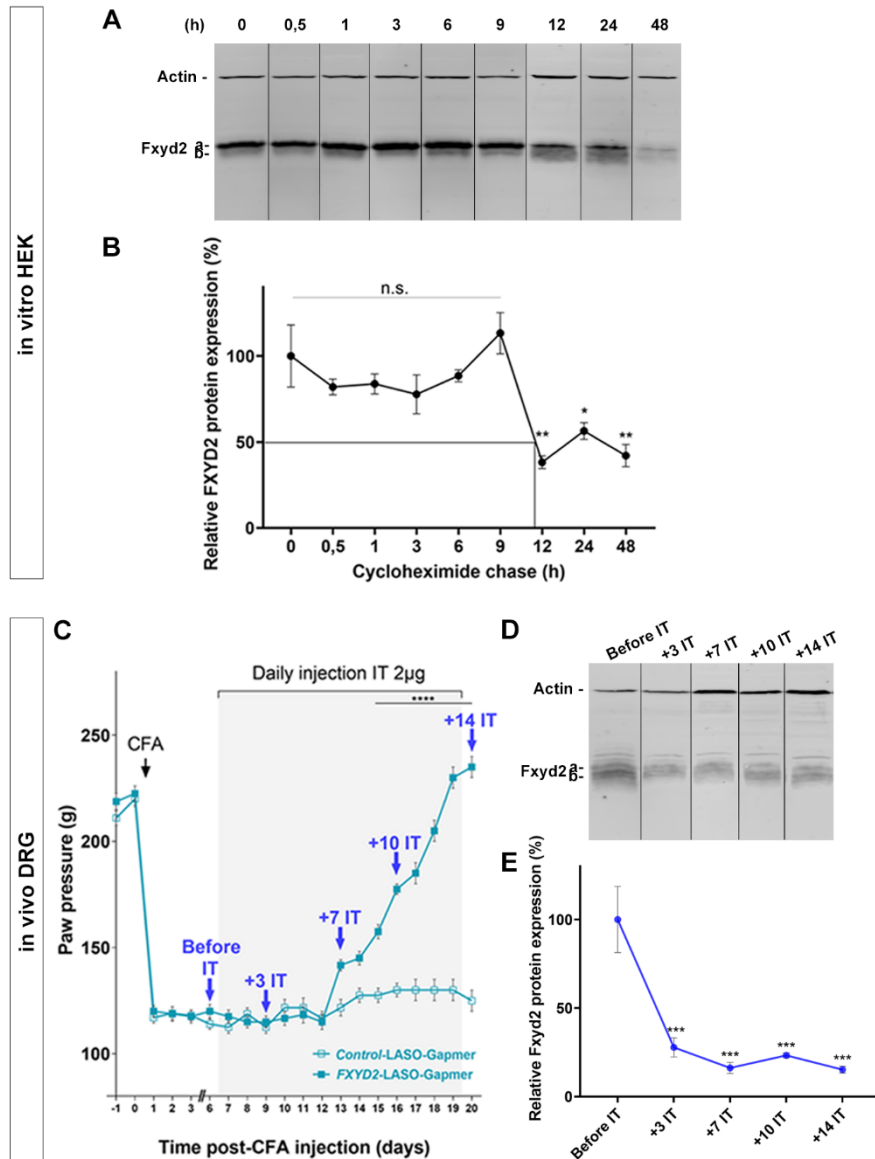 in vitro HEK
A
(h) 0 0,5 1 3 6 9 12 24 48
Actin -
Fxyd2 a-
b-
B
Relative FXYD2 protein expression (%)
n.s.
100
50
0
** * **
0 0,5 1 3 6 9 12 24 48
Cycloheximide chase (h)
in vivo DRG
C
Paw pressure (g)
Daily injection IT 2µg
****
CFA
+14 IT
+10 IT
+7 IT
Before
IT
+3 IT
250
200
150
100
Control-LASO-Gapmer
FXYD2-LASO-Gapmer
-1 0 1 2 3 // 6 7 8 9 10 11 12 13 14 15 16 17 18 19 20
Time post-CFA injection (days)
D
Before IT +3 IT +7 IT +10 IT +14 IT
Actin -
Fxyd2 a-
b-
E
Relative Fxyd2 protein expression (%)
100
50
0
*** *** *** ***
Before IT +3 IT +7 IT +10 IT +14 IT